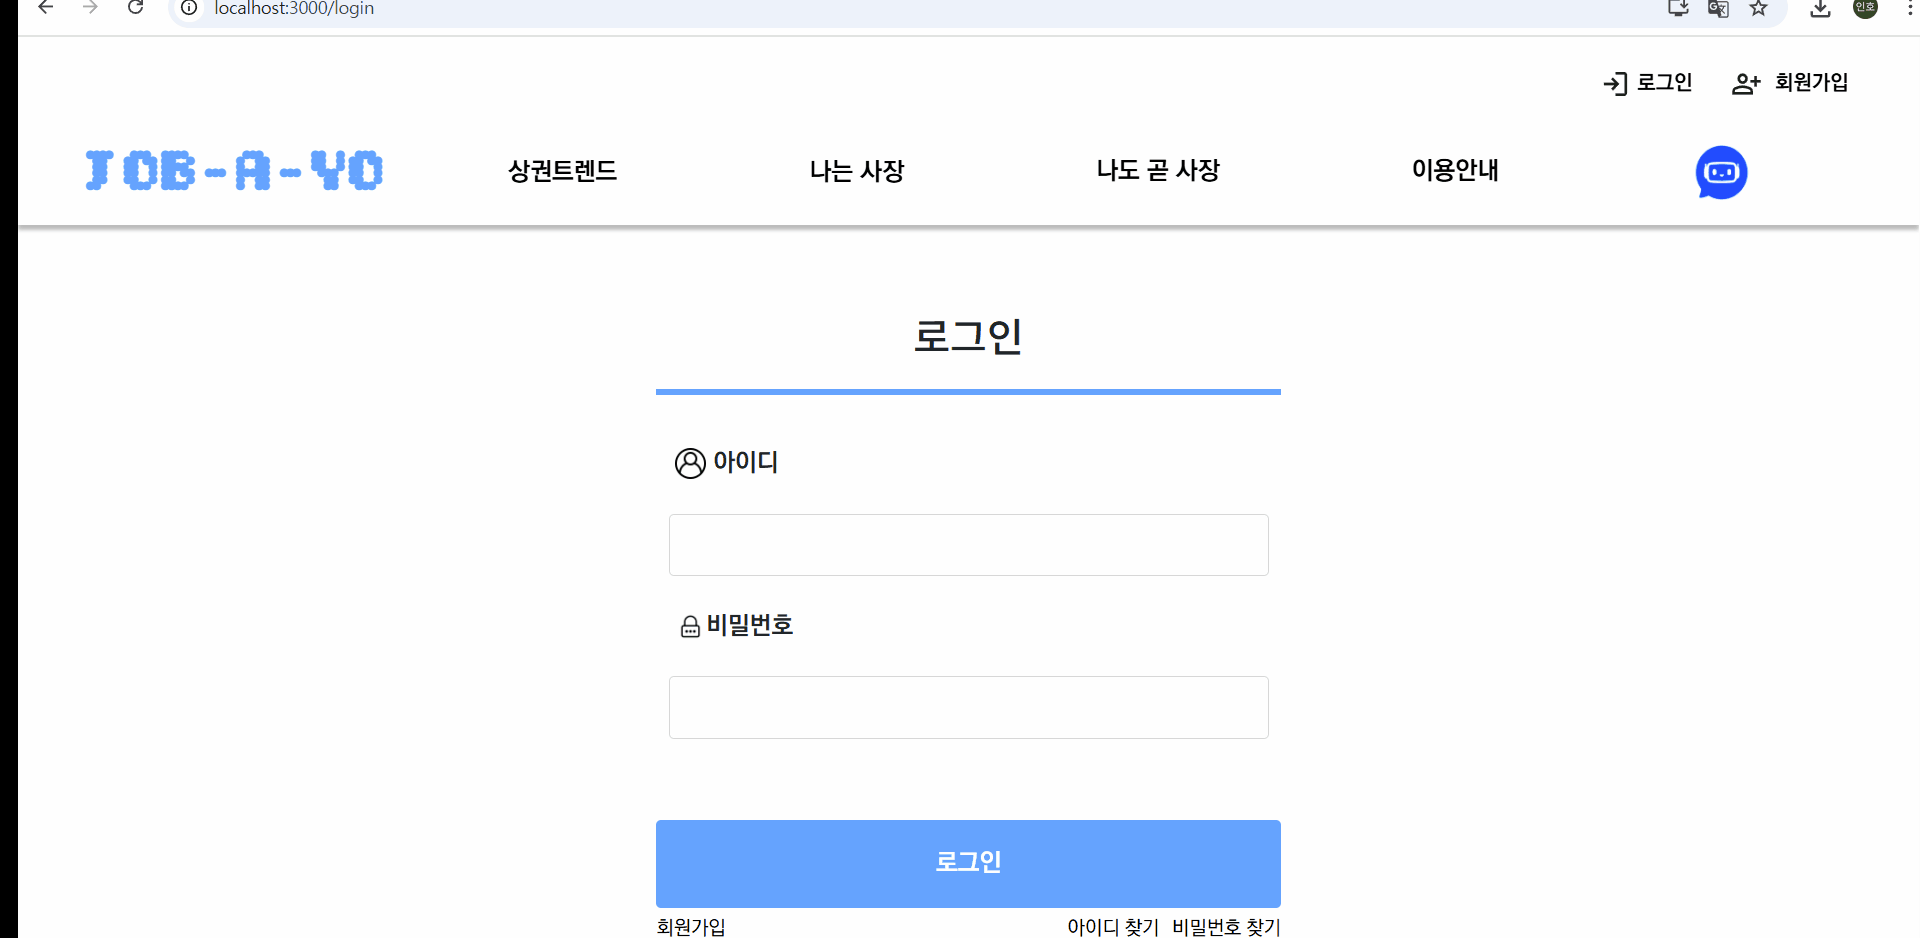 localhost:3000/login
인호
로그인 회원가입
JOB-A-YO 상권트렌드 나는 사장 나도 곧 사장 이용안내
로그인
아이디
비밀번호
로그인
회원가입 아이디 찾기 비밀번호 찾기